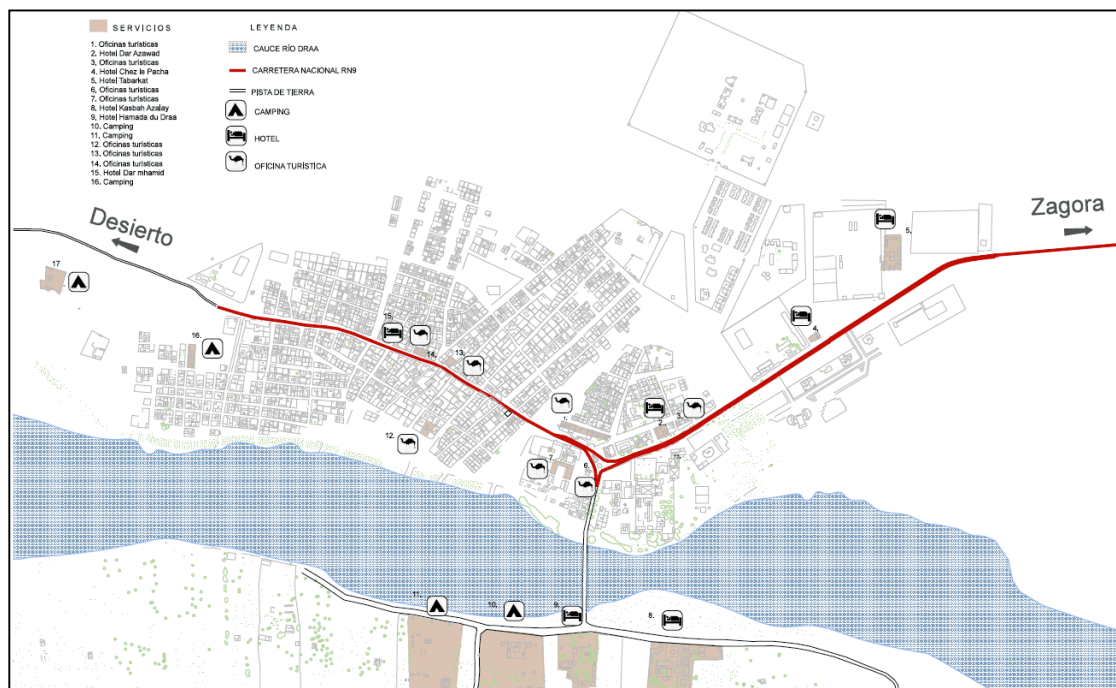 SERVICIOS
1. Oficinas turísticas
2, Hotel Dar Azawad
3, Oficinas turísticas
4, Hotel Chez le Pacha
5, Hotel Tabarkat
6, Oficinas turísticas
7, Oficinas turísticas
8, Hotel Kasbah Azalay
9, Hotel Hamada du Draa
10, Camping
11, Camping
12, Oficinas turísticas
13, Oficinas turísticas
14, Oficinas turísticas
15, Hotel Dar mhamid
16, Camping
LEYENDA
CAUCE RÍO DRAA
CARRETERA NACIONAL RN9
PISTA DE TIERRA
CAMPING
HOTEL
OFICINA TURÍSTICA
Desierto
Zagora
5,
17
4,
15,
16,
14,
13,
1.
2,
3,
12,
7,
6,
11,
10,
9,
8,